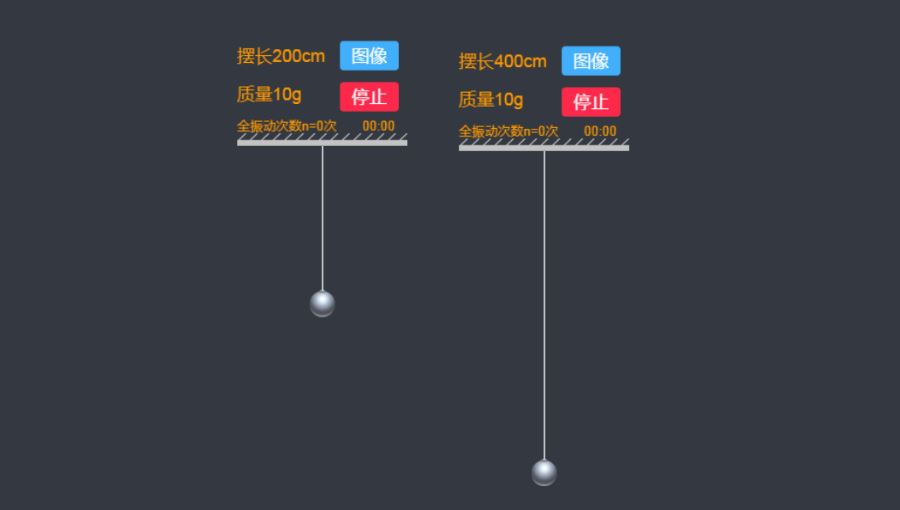 摆长200cm 图像
质量10g 停止
全振动次数n=0次 00:00
摆长400cm 图像
质量10g 停止
全振动次数n=0次 00:00